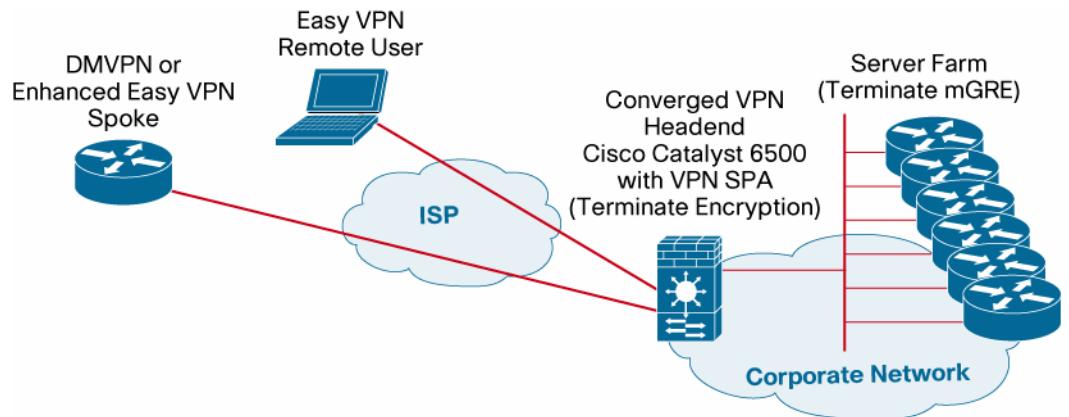 Easy VPN
Remote User
DMVPN or
Enhanced Easy VPN
Spoke
ISP
Converged VPN
Headend
Cisco Catalyst 6500
with VPN SPA
(Terminate Encryption)
Server Farm
(Terminate mGRE)
Corporate Network